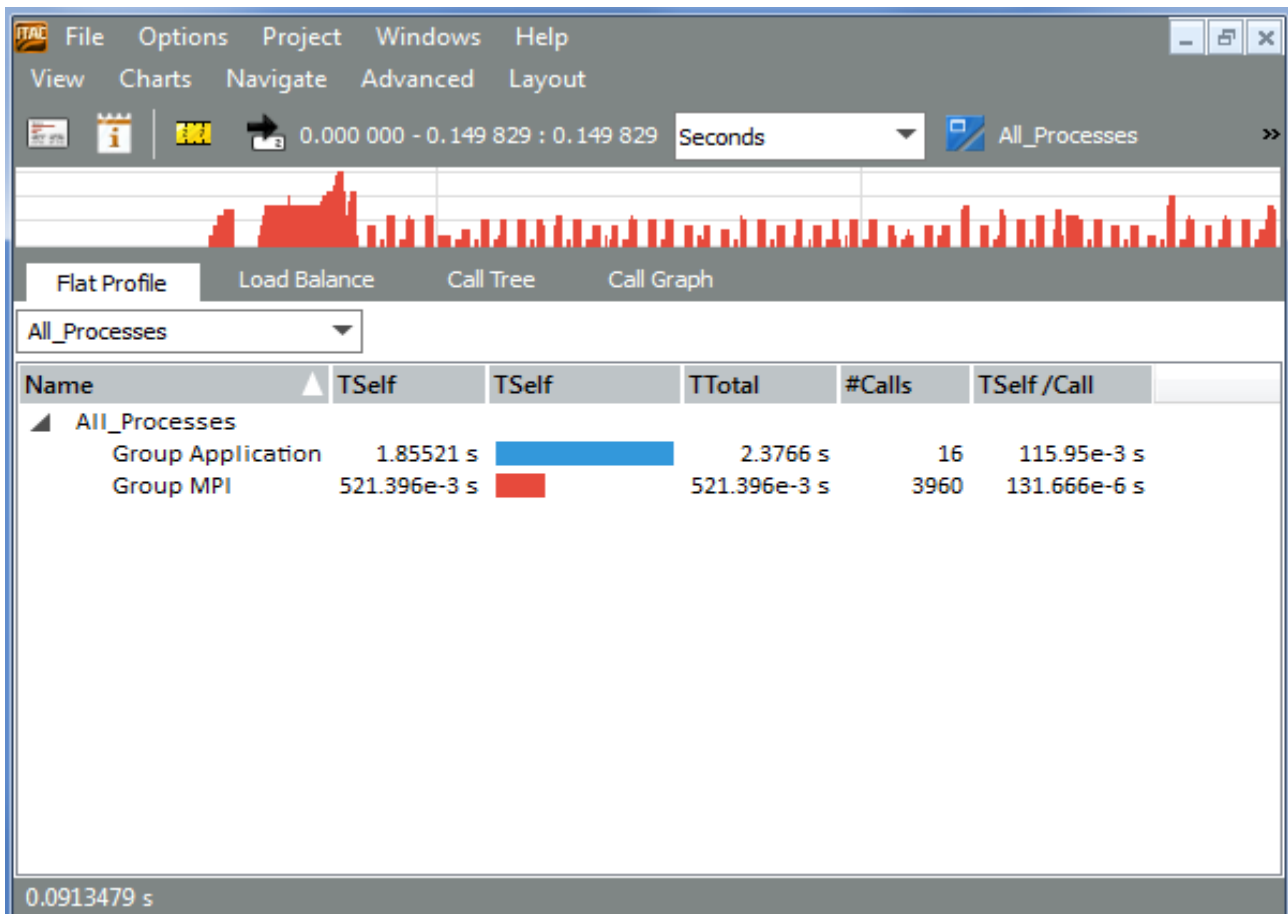 ITAC File Options Project Windows Help
View Charts Navigate Advanced Layout
0.000 000 - 0.149 829 : 0.149 829 Seconds All_Processes »
Flat Profile Load Balance Call Tree Call Graph
All_Processes
Name TSelf TSelf TTotal #Calls TSelf /Call
All_Processes
Group Application 1.85521 s 2.3766 s 16 115.95e-3 s
Group MPI 521.396e-3 s 521.396e-3 s 3960 131.666e-6 s
0.0913479 s